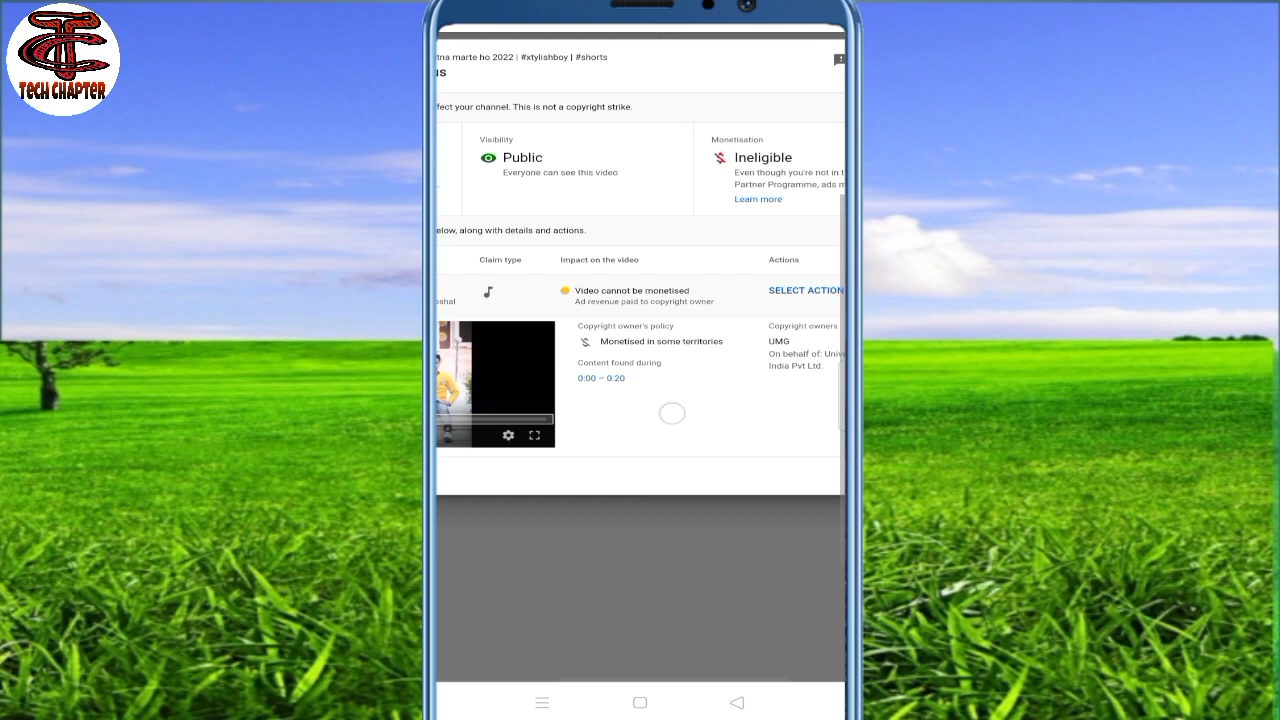 TECH CHAPTER
tna marte ho 2022 | #xtylishboy | #shorts
fect your channel. This is not a copyright strike.
Visibility
Public
Everyone can see this video
Monetisation
Ineligible
Even though you're not in t
Partner Programme, ads m
Learn more
elow, along with details and actions.
Claim type
Impact on the video
Actions
oshal
Video cannot be monetised
Ad revenue paid to copyright owner
SELECT ACTION
Copyright owner's policy
Monetised in some territories
Content found during
0:00 – 0:20
Copyright owners
UMG
On behalf of: Unive
India Pvt Ltd.